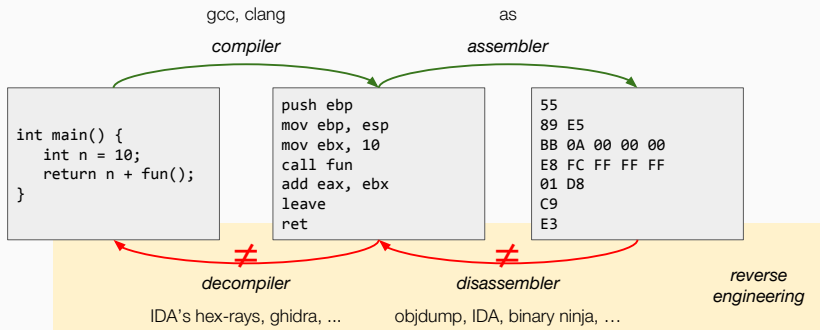 gcc, clang
as
compiler
assembler
int main() {
int n = 10;
return n + fun();
}
push ebp
mov ebp, esp
mov ebx, 10
call fun
add eax, ebx
leave
ret
55
89 E5
BB 0A 00 00 00
E8 FC FF FF FF
01 D8
C9
E3
≠
≠
decompiler
disassembler
reverse
engineering
IDA's hex-rays, ghidra, ...
objdump, IDA, binary ninja, …